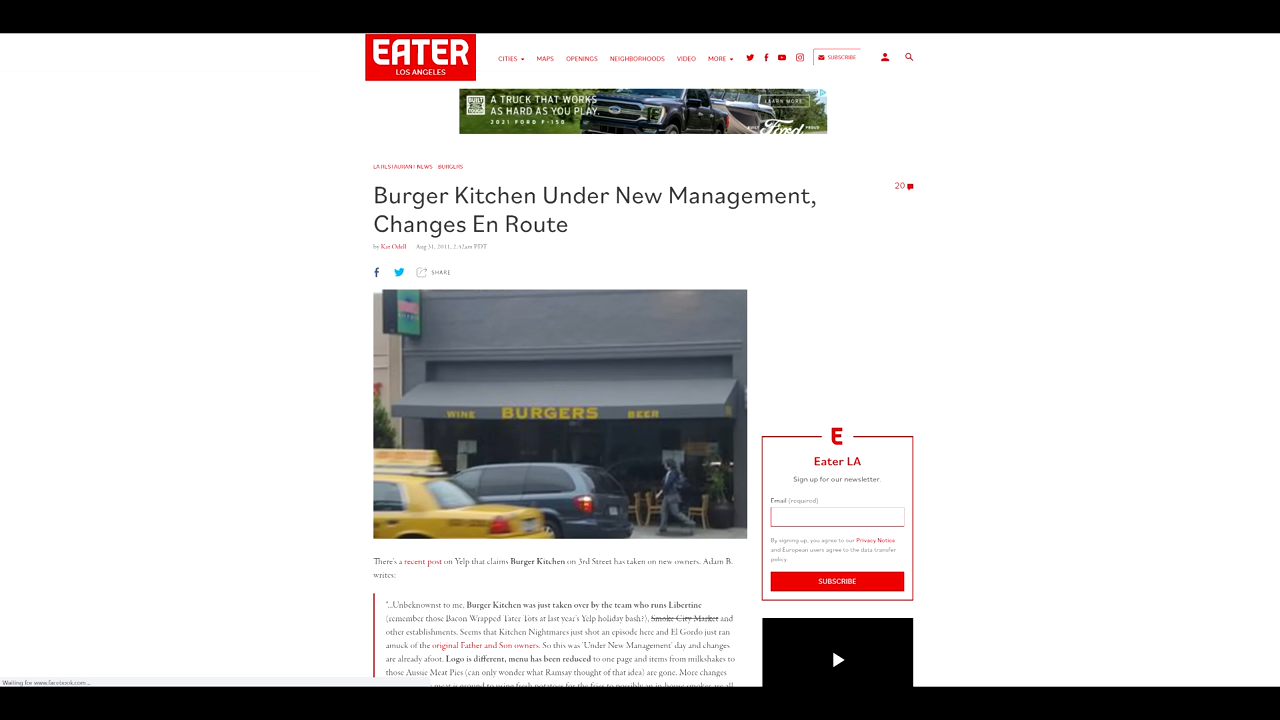 EATER
LOS ANGELES
CITIES MAPS OPENINGS NEIGHBORHOODS VIDEO MORE SUBSCRIBE
A TRUCK THAT WORKS
AS HARD AS YOU PLAY.
2021 FORD F-150
LEARN MORE
BUILT Ford PROUD
LA RESTAURANT NEWS BURGERS
20
Burger Kitchen Under New Management,
Changes En Route
by Kat Odell Aug 31, 2011, 2:42am PDT
SHARE
WINE BURGERS BEER
There's a recent post on Yelp that claims Burger Kitchen on 3rd Street has taken on new owners. Adam B.
writes:
"...Unbeknownst to me, Burger Kitchen was just taken over by the team who runs Libertine
(remember those Bacon Wrapped Tater Tots at last year's Yelp holiday bash?), Smoke City Market and
other establishments. Seems that Kitchen Nightmares just shot an episode here and El Gordo just ran
amuck of the original Father and Son owners. So this was 'Under New Management' day and changes
are already afoot. Logo is different, menu has been reduced to one page and items from milkshakes to
those Aussie Meat Pies (can only wonder what Ramsay thought of that idea) are gone. More changes
E
Eater LA
Sign up for our newsletter.
Email (required)
By signing up, you agree to our Privacy Notice
and European users agree to the data transfer
policy.
SUBSCRIBE
Waiting for www.facebook.com...